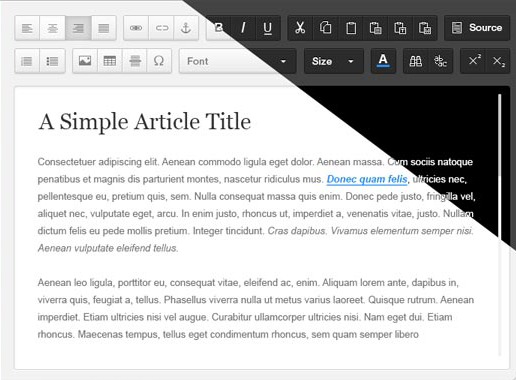 B I U Source
Font Size A
A Simple Article Title
Consectetuer adipiscing elit. Aenean commodo ligula eget dolor. Aenean massa. Cum sociis natoque
penatibus et magnis dis parturient montes, nascetur ridiculus mus. Donec quam felis, ultricies nec,
pellentesque eu, pretium quis, sem. Nulla consequat massa quis enim. Donec pede justo, fringilla vel,
aliquet nec, vulputate eget, arcu. In enim justo, rhoncus ut, imperdiet a, venenatis vitae, justo. Nullam
dictum felis eu pede mollis pretium. Integer tincidunt. Cras dapibus. Vivamus elementum semper nisi.
Aenean vulputate eleifend tellus.
Aenean leo ligula, porttitor eu, consequat vitae, eleifend ac, enim. Aliquam lorem ante, dapibus in,
viverra quis, feugiat a, tellus. Phasellus viverra nulla ut metus varius laoreet. Quisque rutrum. Aenean
imperdiet. Etiam ultricies nisi vel augue. Curabitur ullamcorper ultricies nisi. Nam eget dui. Etiam
rhoncus. Maecenas tempus, tellus eget condimentum rhoncus, sem quam semper libero